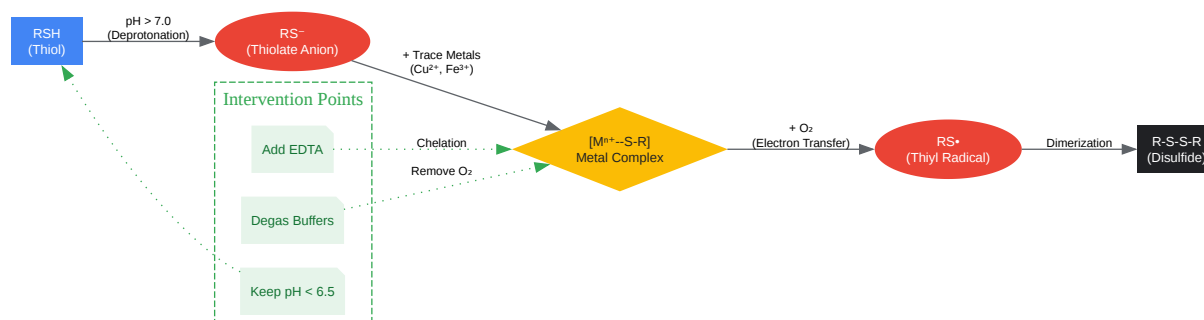 RSH
(Thiol)
pH > 7.0
(Deprotonation)
RS⁻
(Thiolate Anion)
+ Trace Metals
(Cu²⁺, Fe³⁺)
Intervention Points
Add EDTA
Chelation
Remove O₂
Degas Buffers
Keep pH < 6.5
[Mⁿ⁺--S-R]
Metal Complex
+ O₂
(Electron Transfer)
RS•
(Thiyl Radical)
Dimerization
R-S-S-R
(Disulfide)